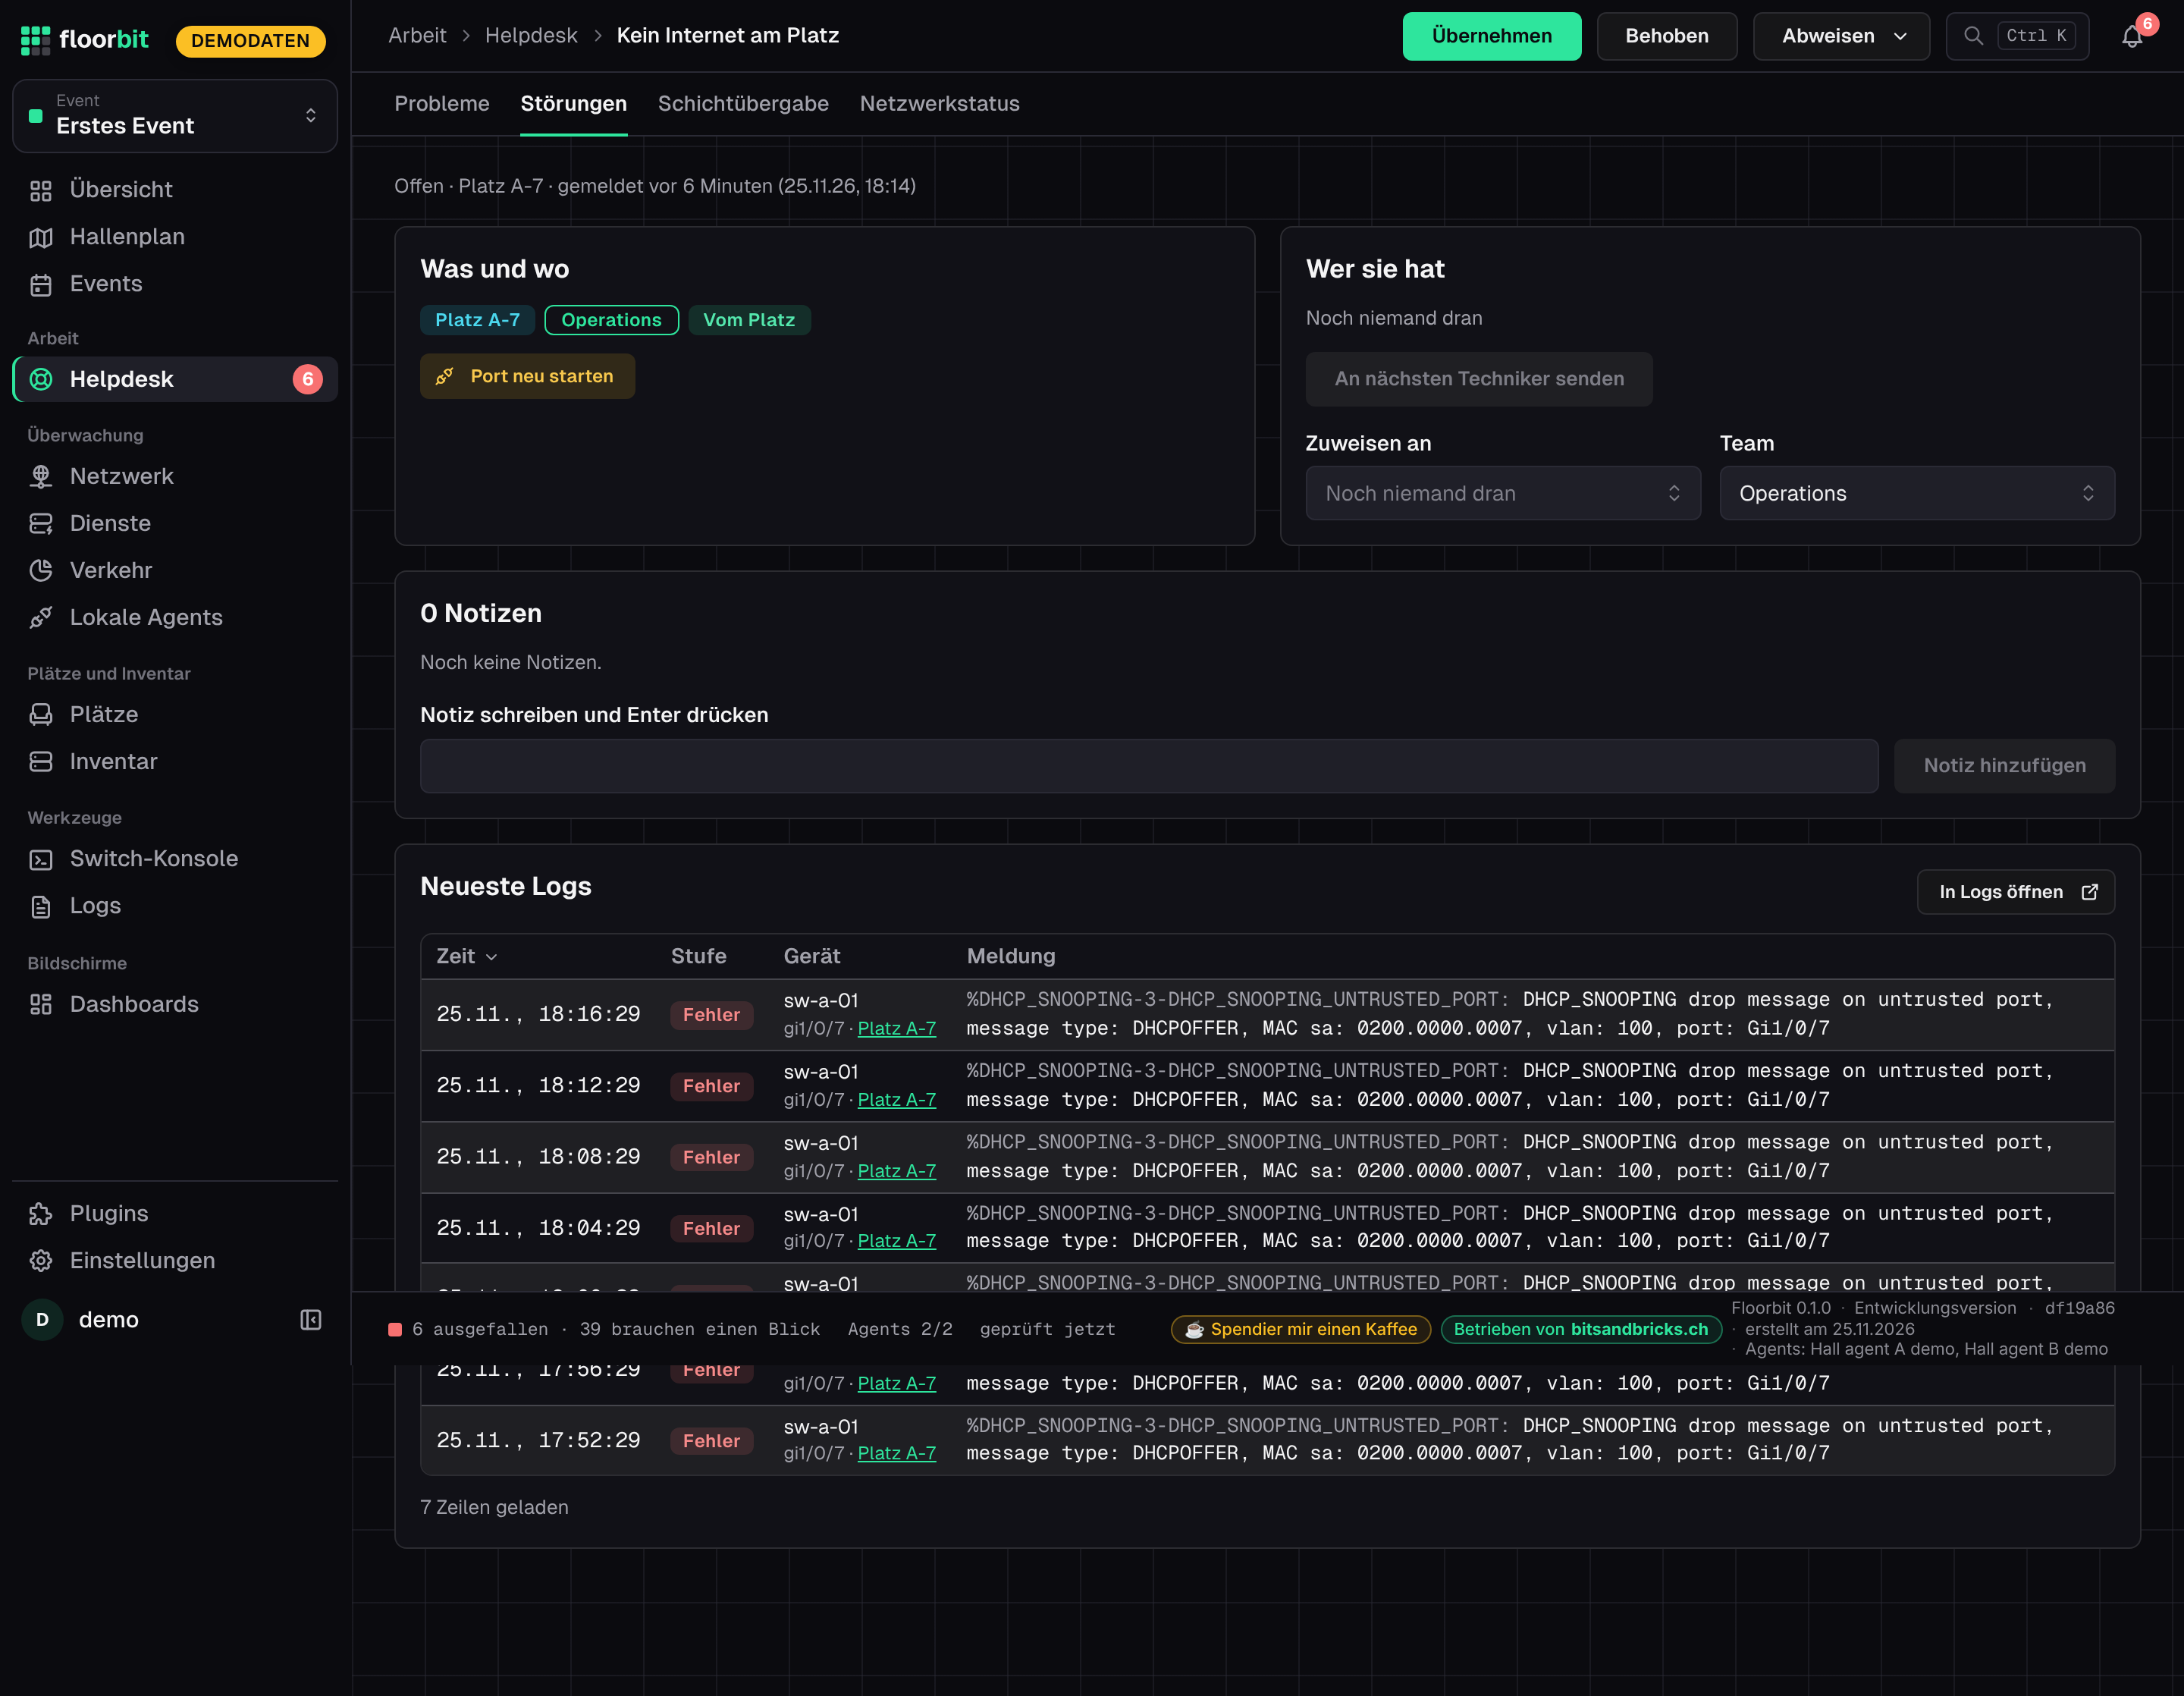 floorbit
DEMODATEN
Event
Erstes Event
Übersicht
Hallenplan
Events
Arbeit
Helpdesk
6
Überwachung
Netzwerk
Dienste
Verkehr
Lokale Agents
Plätze und Inventar
Plätze
Inventar
Werkzeuge
Switch-Konsole
Logs
Bildschirme
Dashboards
Plugins
Einstellungen
D
demo
Arbeit > Helpdesk > Kein Internet am Platz
Übernehmen
Behoben
Abweisen
Ctrl K
6
Probleme
Störungen
Schichtübergabe
Netzwerkstatus
Offen · Platz A-7 · gemeldet vor 6 Minuten (25.11.26, 18:14)
Was und wo
Platz A-7
Operations
Vom Platz
Port neu starten
Wer sie hat
Noch niemand dran
An nächsten Techniker senden
Zuweisen an
Noch niemand dran
Team
Operations
0 Notizen
Noch keine Notizen.
Notiz schreiben und Enter drücken
Notiz hinzufügen
Neueste Logs
In Logs öffnen
Zeit
Stufe
Gerät
Meldung
25.11., 18:16:29
Fehler
sw-a-01
gi1/0/7 · Platz A-7
%DHCP_SNOOPING-3-DHCP_SNOOPING_UNTRUSTED_PORT: DHCP_SNOOPING drop message on untrusted port,
message type: DHCPOFFER, MAC sa: 0200.0000.0007, vlan: 100, port: Gi1/0/7
25.11., 18:12:29
Fehler
sw-a-01
gi1/0/7 · Platz A-7
%DHCP_SNOOPING-3-DHCP_SNOOPING_UNTRUSTED_PORT: DHCP_SNOOPING drop message on untrusted port,
message type: DHCPOFFER, MAC sa: 0200.0000.0007, vlan: 100, port: Gi1/0/7
25.11., 18:08:29
Fehler
sw-a-01
gi1/0/7 · Platz A-7
%DHCP_SNOOPING-3-DHCP_SNOOPING_UNTRUSTED_PORT: DHCP_SNOOPING drop message on untrusted port,
message type: DHCPOFFER, MAC sa: 0200.0000.0007, vlan: 100, port: Gi1/0/7
25.11., 18:04:29
Fehler
sw-a-01
gi1/0/7 · Platz A-7
%DHCP_SNOOPING-3-DHCP_SNOOPING_UNTRUSTED_PORT: DHCP_SNOOPING drop message on untrusted port,
message type: DHCPOFFER, MAC sa: 0200.0000.0007, vlan: 100, port: Gi1/0/7
sw-a-01
%DHCP_SNOOPING-3-DHCP_SNOOPING_UNTRUSTED_PORT: DHCP_SNOOPING drop message on untrusted port,
6 ausgefallen · 39 brauchen einen Blick
Agents 2/2
geprüft jetzt
☕ Spendier mir einen Kaffee
Betrieben von bitsandbricks.ch
Floorbit 0.1.0 · Entwicklungsversion · df19a86
· erstellt am 25.11.2026
· Agents: Hall agent A demo, Hall agent B demo
25.11., 17:56:29
Fehler
gi1/0/7 · Platz A-7
message type: DHCPOFFER, MAC sa: 0200.0000.0007, vlan: 100, port: Gi1/0/7
25.11., 17:52:29
Fehler
sw-a-01
gi1/0/7 · Platz A-7
%DHCP_SNOOPING-3-DHCP_SNOOPING_UNTRUSTED_PORT: DHCP_SNOOPING drop message on untrusted port,
message type: DHCPOFFER, MAC sa: 0200.0000.0007, vlan: 100, port: Gi1/0/7
7 Zeilen geladen